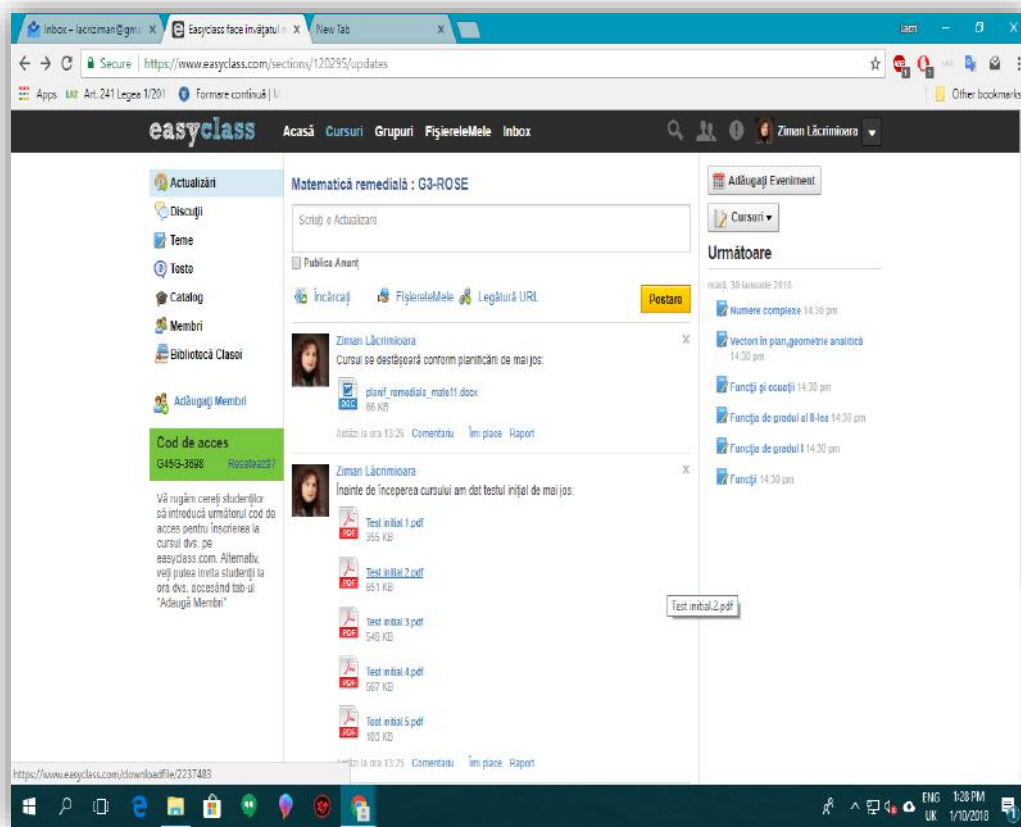 Inbox – lacriziman@gm
Easyclass face învățatul
New Tab
Lacri
Secure | https://www.easyclass.com/sections/120295/updates
Apps Art. 241 Legea 1/201 Formare continuă |
Other bookmarks
easyclass Acasă Cursuri Grupuri FișiereleMele Inbox Ziman Lăcrimioara
Actualizări
Discuții
Teme
Teste
Catalog
Membri
Bibliotecă Clasei
Adăugați Membri
Cod de acces
G45G-3698 Resetează?
Vă rugăm cereți studenților
să introducă următorul cod de
acces pentru înscrierea la
cursul dvs. pe
easyclass.com. Alternativ,
veți putea invita studenții la
ora dvs. accesând tab-ul
"Adaugă Membri"
Matematică remedială : G3-ROSE
Scrieți o Actualizare
Publica Anunț
Încărcați FișiereleMele Legătură URL Postare
Ziman Lăcrimioara
Cursul se desfășoară conform planificării de mai jos:
DOC
planif_remediala_mate11.docx
66 KB
Astăzi la ora 13:26 Comentariu Îmi place Raport
Ziman Lăcrimioara
Înainte de începerea cursului am dat testul inițial de mai jos:
PDF
Test initial.1.pdf
355 KB
PDF
Test initial.2.pdf
651 KB
PDF
Test initial.3.pdf
549 KB
PDF
Test initial.4.pdf
567 KB
PDF
Test initial.5.pdf
103 KB
Astăzi la ora 13:25 Comentariu Îmi place Raport
Test initial.2.pdf
Adăugați Eveniment
Cursuri
Următoare
marți, 30 ianuarie 2018
Numere complexe 14:30 pm
Vectori în plan,geometrie analitică
14:30 pm
Funcții și ecuații 14:30 pm
Funcția de gradul al II-lea 14:30 pm
Funcția de gradul I 14:30 pm
Funcții 14:30 pm
https://www.easyclass.com/downloadfile/2237483
ENG
UK
1:28 PM
1/10/2018